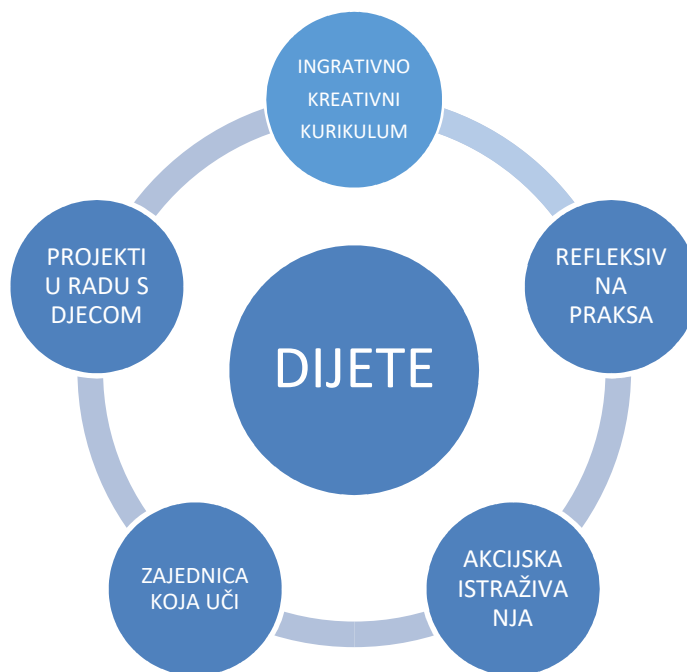 INGRATIVNO
KREATIVNI
KURIKULUM
PROJEKTI
U RADU S
DJECOM
REFLEKSIV
NA
PRAKSA
DIJETE
ZAJEDNICA
KOJA UČI
AKCIJSKA
ISTRAŽIVA
NJA